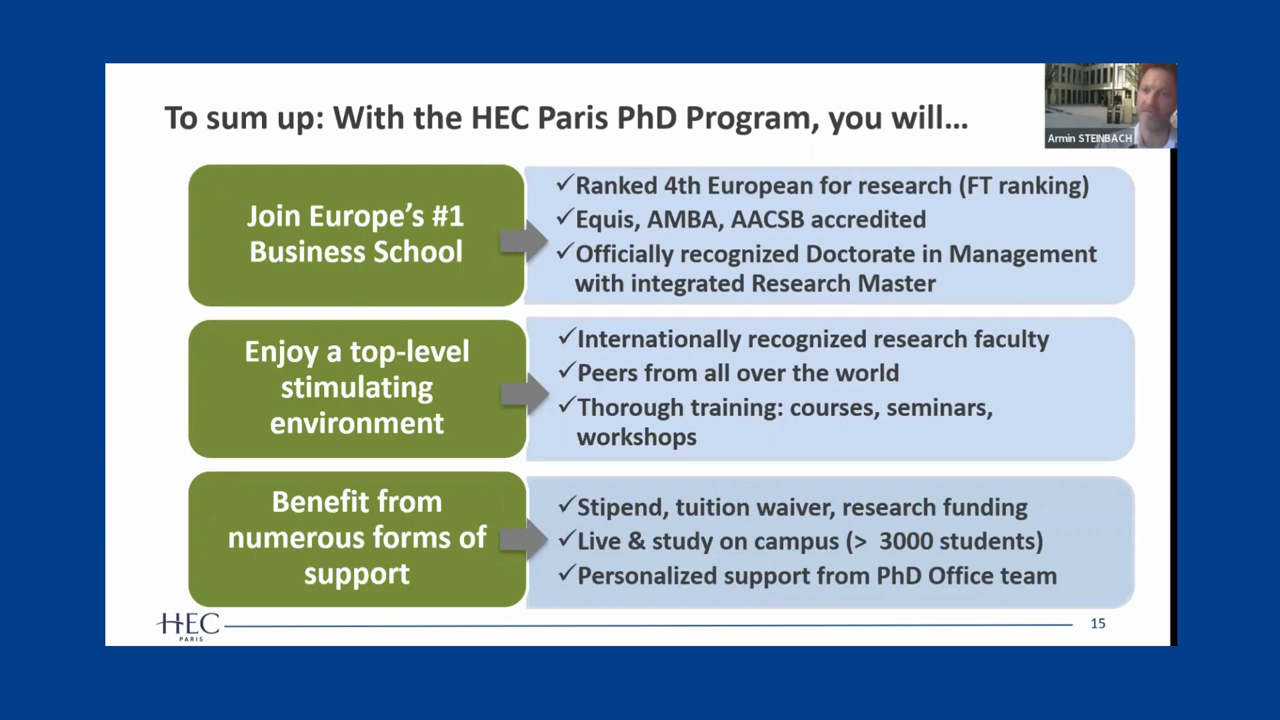 To sum up: With the HEC Paris PhD Program, you will…
Armin STEINBACH
Join Europe's #1
Business School
✓Ranked 4th European for research (FT ranking)
✓Equis, AMBA, AACSB accredited
✓Officially recognized Doctorate in Management
with integrated Research Master
Enjoy a top-level
stimulating
environment
✓Internationally recognized research faculty
✓Peers from all over the world
✓Thorough training: courses, seminars,
workshops
Benefit from
numerous forms of
support
✓Stipend, tuition waiver, research funding
✓Live & study on campus (> 3000 students)
✓Personalized support from PhD Office team
HEC
PARIS
15